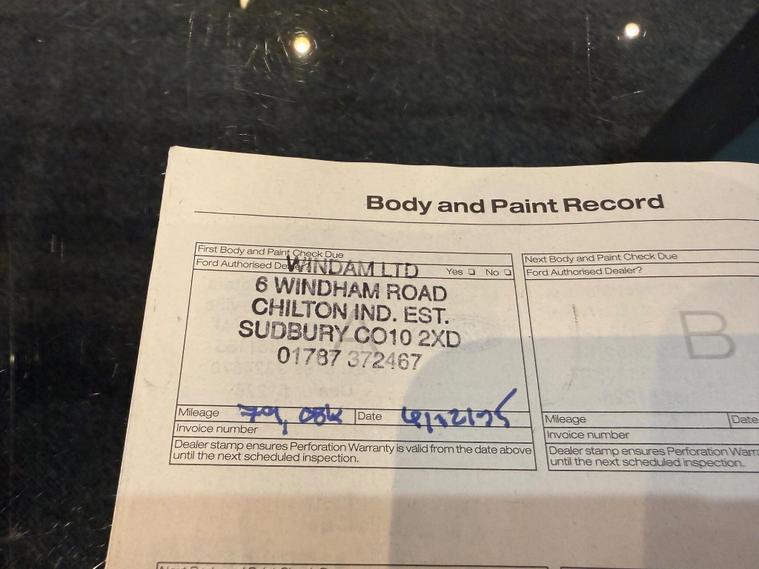 Body and Paint Record
First Body and Paint Check Due
Ford Authorised De
Yes No
WINDAM LTD
6 WINDHAM ROAD
CHILTON IND. EST.
SUDBURY CO10 2XD
01787 372467
Mileage
Date
Invoice number
Dealer stamp ensures Perforation Warranty is valid from the date above
until the next scheduled inspection.
Next Body and Paint Check Due
Ford Authorised Dealer?
B
Mileage
Date
Invoice number
Dealer stamp ensures Perforation Warr
until the next scheduled inspection.